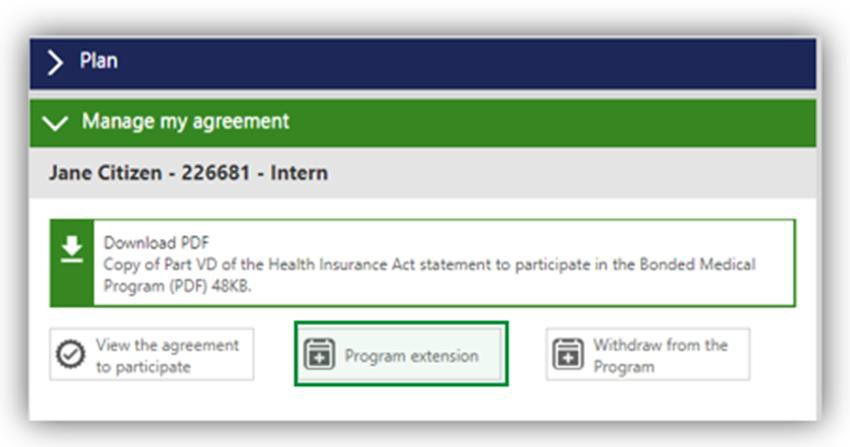 Plan
Manage my agreement
Jane Citizen - 226681 - Intern
Download PDF
Copy of Part VD of the Health Insurance Act statement to participate in the Bonded Medical
Program (PDF) 48KB.
View the agreement
to participate
Program extension
Withdraw from the
Program